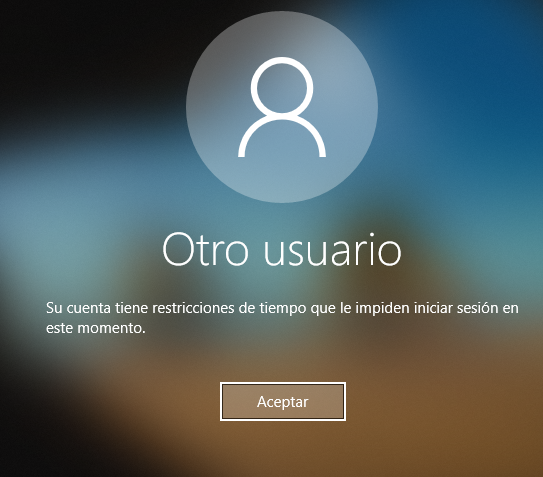 Otro usuario
Su cuenta tiene restricciones de tiempo que le impiden iniciar sesión en
este momento.
Aceptar